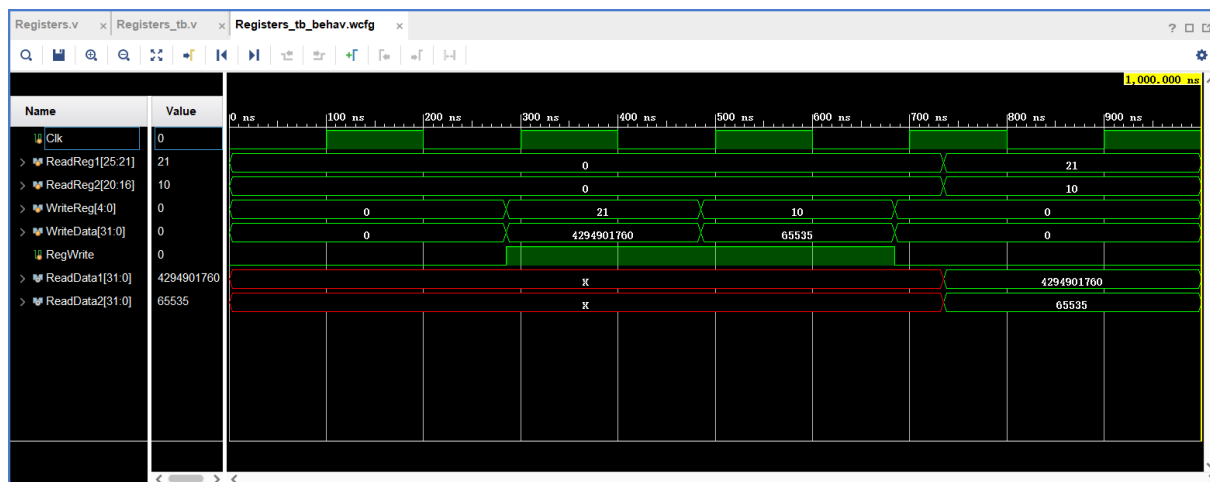 Registers.v × Registers_tb.v × Registers_tb_behav.wcfg ×
?
1,000.000 ns
Name Value
0 ns 100 ns 200 ns 300 ns 400 ns 500 ns 600 ns 700 ns 800 ns 900 ns
Clk 0
ReadReg1[25:21] 21 0 21
ReadReg2[20:16] 10 0 10
WriteReg[4:0] 0 0 21 10 0
WriteData[31:0] 0 0 4294901760 65535 0
RegWrite 0
ReadData1[31:0] 4294901760 X 4294901760
ReadData2[31:0] 65535 X 65535